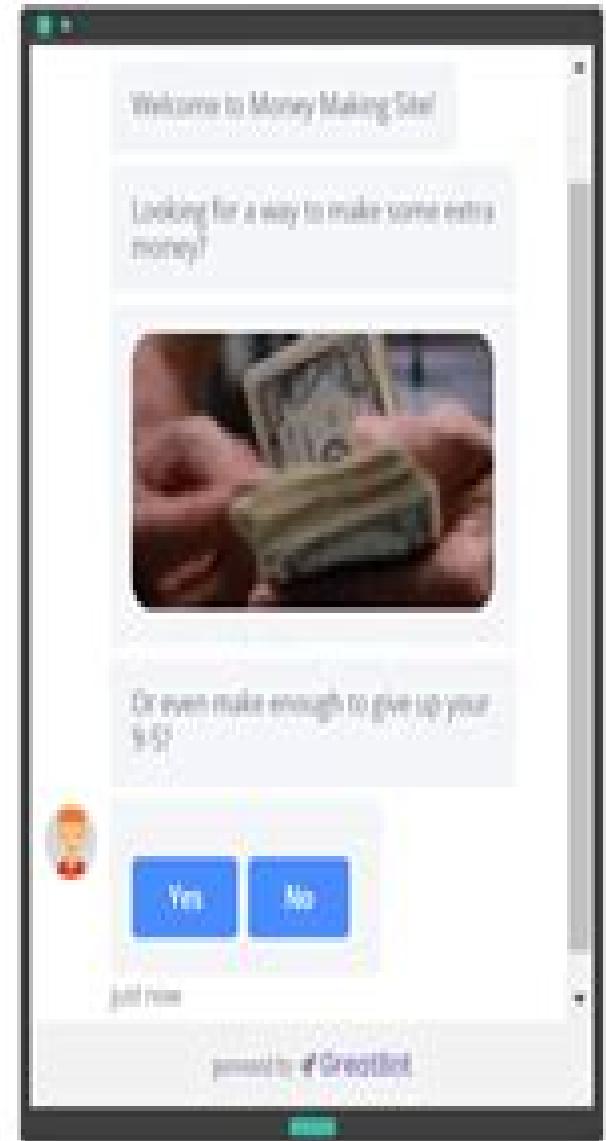 Welcome to Money Making Site!
Looking for a way to make some extra
money?
Or even make enough to give up your
9-5?
Yes
No
just now
powered by GreatBot